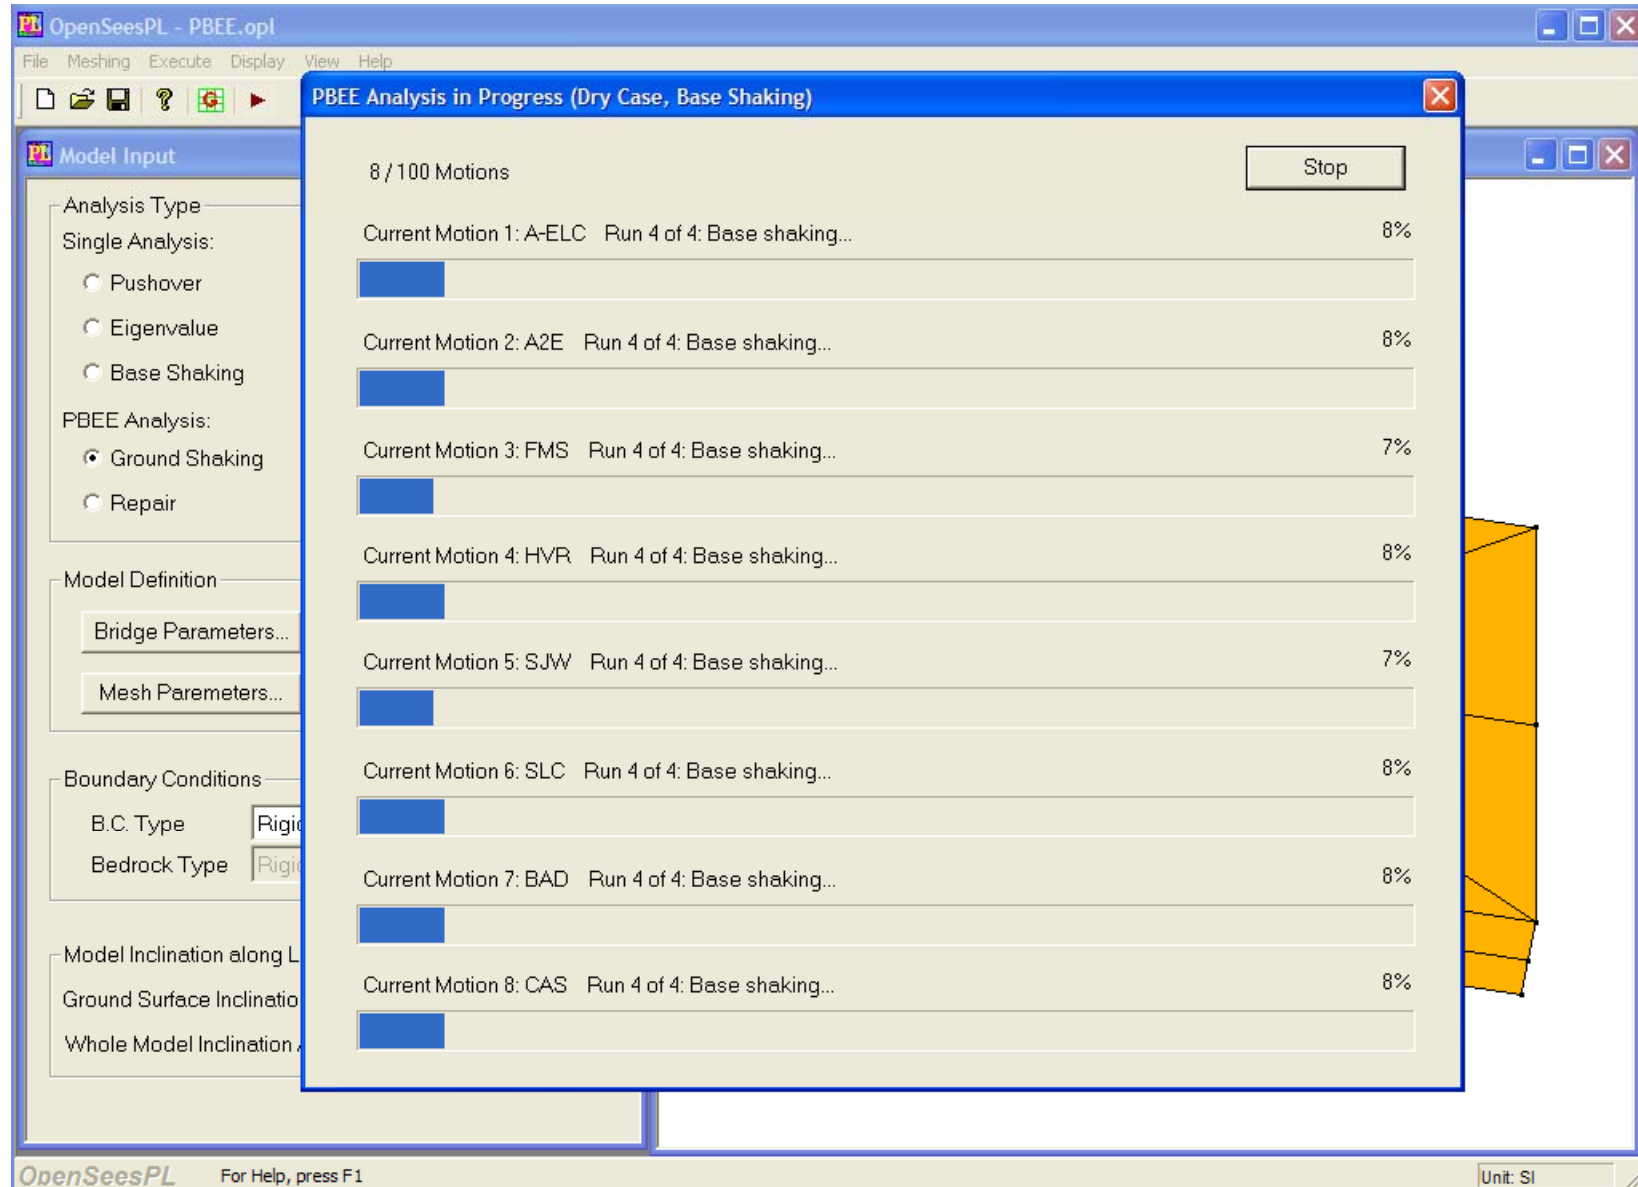 OpenSeesPL - PBEE.opl
File Meshing Execute Display View Help
PBEE Analysis in Progress (Dry Case, Base Shaking)
Model Input
8 / 100 Motions
Stop
Analysis Type
Single Analysis:
Pushover
Eigenvalue
Base Shaking
PBEE Analysis:
Ground Shaking
Repair
Model Definition
Bridge Parameters...
Mesh Paremeters...
Boundary Conditions
B.C. Type
Bedrock Type
Model Inclination along
Ground Surface
Whole Model Inclination
Current Motion 1: A-ELC Run 4 of 4: Base shaking... 8%
Current Motion 2: A2E Run 4 of 4: Base shaking... 8%
Current Motion 3: FMS Run 4 of 4: Base shaking... 7%
Current Motion 4: HVR Run 4 of 4: Base shaking... 8%
Current Motion 5: SJW Run 4 of 4: Base shaking... 7%
Current Motion 6: SLC Run 4 of 4: Base shaking... 8%
Current Motion 7: BAD Run 4 of 4: Base shaking... 8%
Current Motion 8: CAS Run 4 of 4: Base shaking... 8%
OpenSeesPL For Help, press F1
Unit: SI